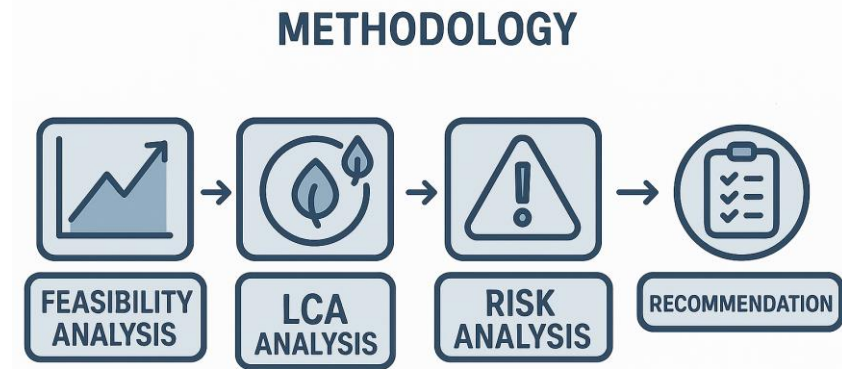 METHODOLOGY
FEASIBILITY
ANALYSIS
LCA
ANALYSIS
RISK
ANALYSIS
RECOMMENDATION